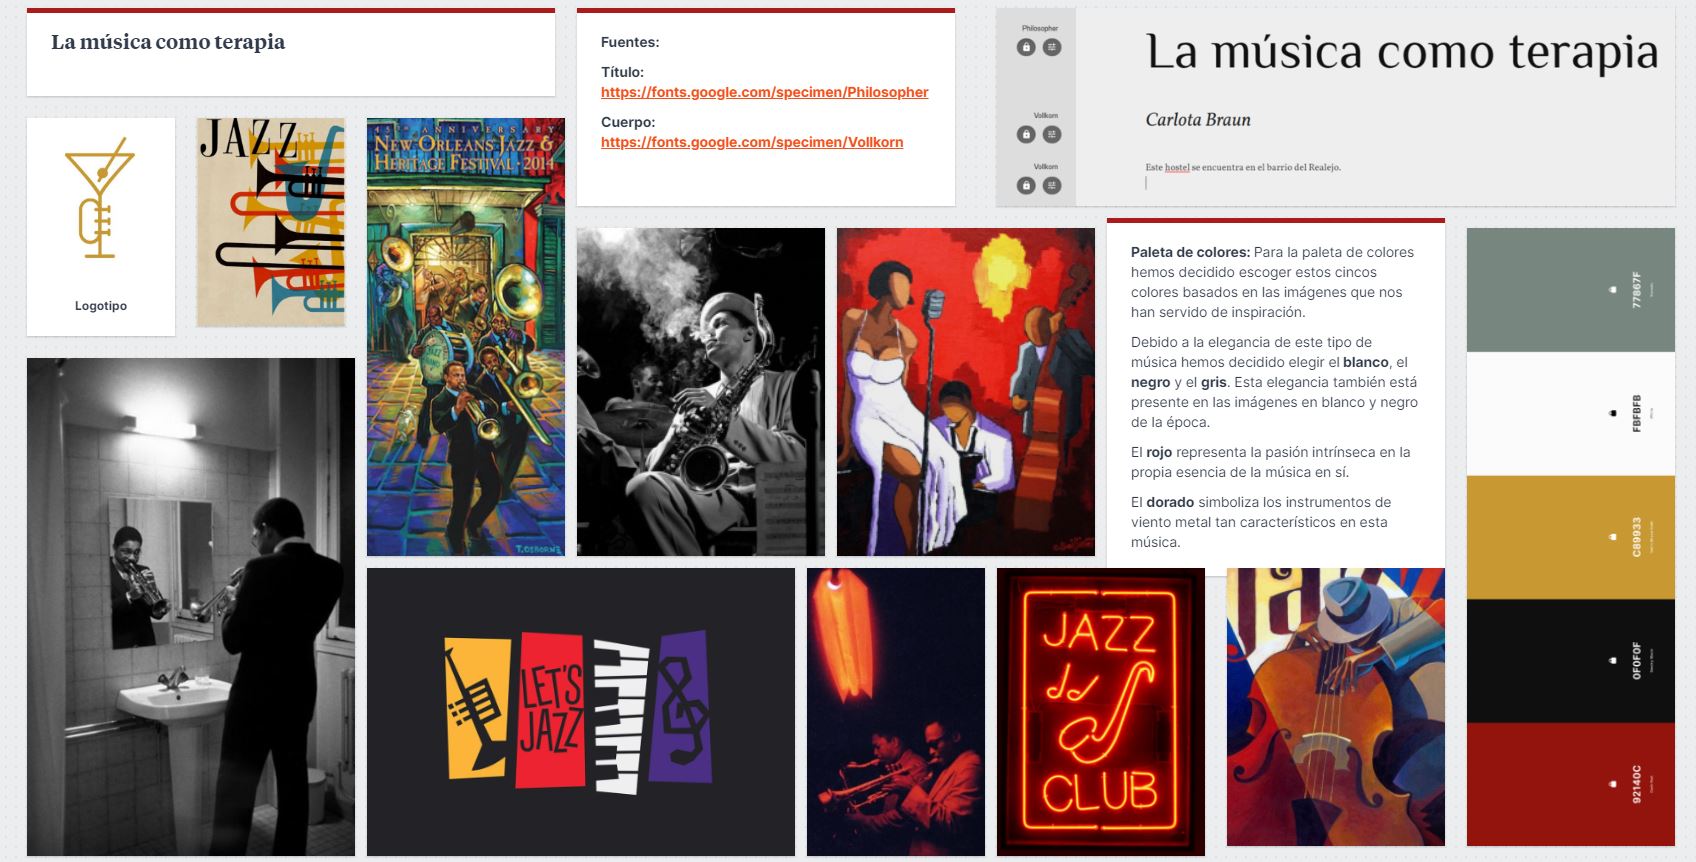 La música como terapia
Fuentes:
Título:
https://fonts.google.com/specimen/Philosopher
Cuerpo:
https://fonts.google.com/specimen/Vollkorn
Philosopher
La música como terapia
Vollkorn
Carlota Braun
Vollkorn
Este hostel se encuentra en el barrio del Realejo.
Logotipo
JAZZ
45TH ANNIVERSARY
NEW ORLEANS JAZZ &
HERITAGE FESTIVAL · 2014
T. OSBORNE
Paleta de colores: Para la paleta de colores
hemos decidido escoger estos cincos
colores basados en las imágenes que nos
han servido de inspiración.
Debido a la elegancia de este tipo de
música hemos decidido elegir el blanco, el
negro y el gris. Esta elegancia también está
presente en las imágenes en blanco y negro
de la época.
El rojo representa la pasión intrínseca en la
propia esencia de la música en sí.
El dorado simboliza los instrumentos de
viento metal tan característicos en esta
música.
77867F
FBFBFB
C89933
0F0F0F
92140C
LET'S
JAZZ
JAZZ
CLUB